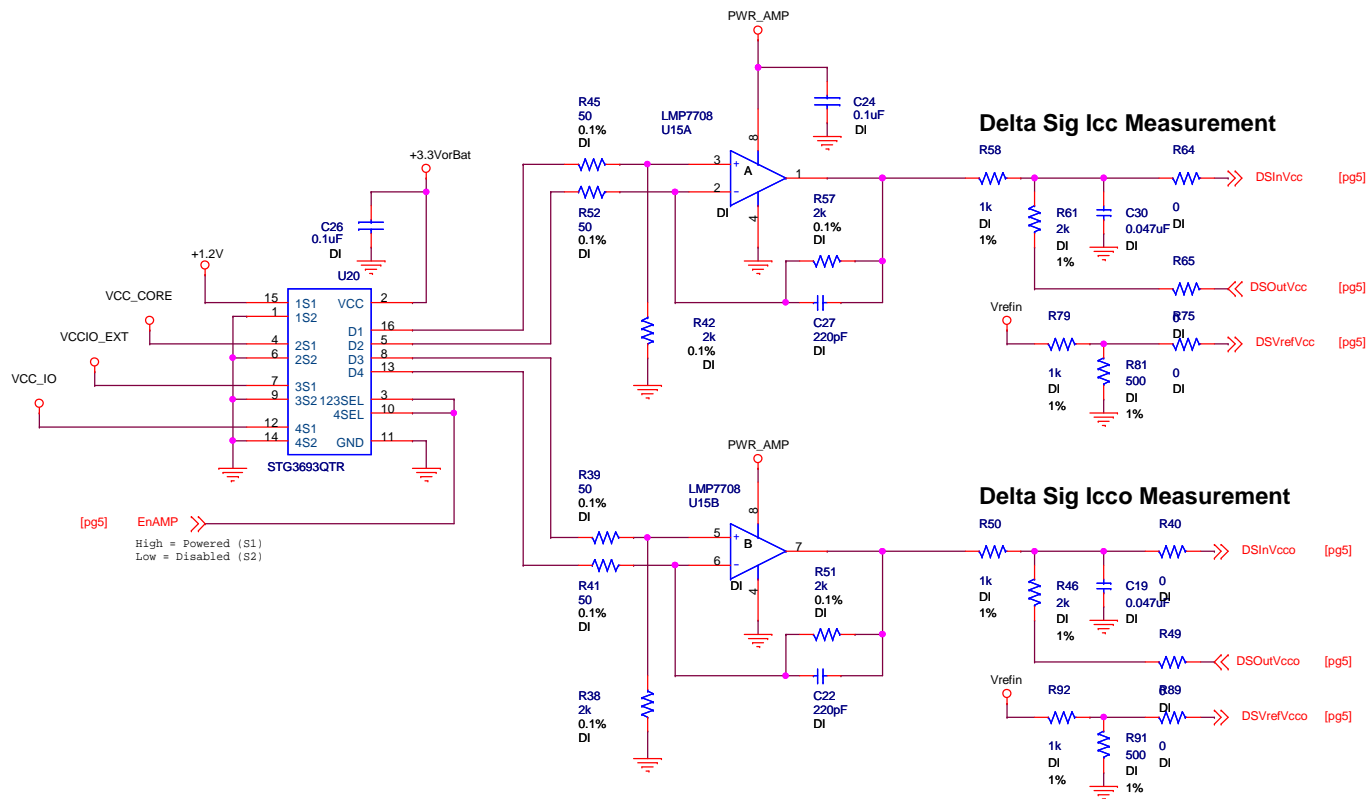 PWR_AMP
R45
50
0.1%
DI
LMP7708
U15A
C24
0.1uF
DI
Delta Sig Icc Measurement
+3.3VorBat
3
+
A
8
1
2
-
4
DI
R52
50
0.1%
DI
R57
2k
0.1%
DI
R58
1k
DI
1%
R64
0
DI
DSInVcc
[pg5]
R61
2k
DI
1%
C30
0.047uF
DI
R65
0
DI
DSOutVcc
[pg5]
C26
0.1uF
DI
+1.2V
U20
VCC_CORE
VCCIO_EXT
VCC_IO
15
1S1
1
1S2
4
2S1
6
2S2
7
3S1
9
3S2
12
4S1
14
4S2
VCC
2
D1
16
D2
5
D3
8
D4
13
123SEL
3
4SEL
10
GND
11
STG3693QTR
R42
2k
0.1%
DI
C27
220pF
DI
Vrefin
R79
1k
DI
1%
R75
0
DI
DSVrefVcc
[pg5]
R81
500
DI
1%
[pg5]
EnAMP
High = Powered (S1)
Low = Disabled (S2)
PWR_AMP
R39
50
0.1%
DI
LMP7708
U15B
Delta Sig Icco Measurement
5
+
B
8
7
6
-
4
DI
R41
50
0.1%
DI
R51
2k
0.1%
DI
R50
1k
DI
1%
R40
0
DI
DSInVcco
[pg5]
R46
2k
DI
1%
C19
0.047uF
DI
R49
0
DI
DSOutVcco
[pg5]
R38
2k
0.1%
DI
C22
220pF
DI
Vrefin
R92
1k
DI
1%
R89
0
DI
DSVrefVcco
[pg5]
R91
500
DI
1%